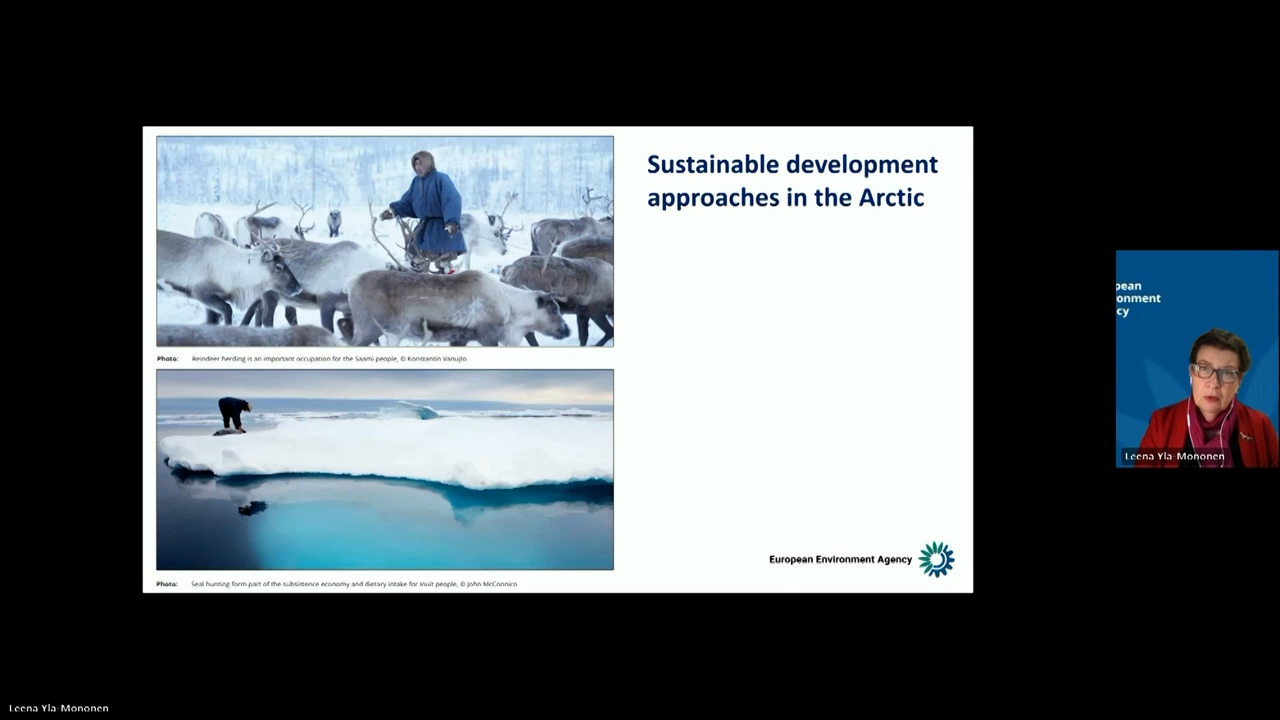 Sustainable development
approaches in the Arctic
Photo: Reindeer herding is an important occupation for the Saami people, © Konstantin Vanujto
Photo: Seal hunting form part of the subsistence economy and dietary intake for Inuit people, © John McConnico
European Environment Agency
pean
onment
cy
Leena Yla-Mononen
Leena Yla-Mononen